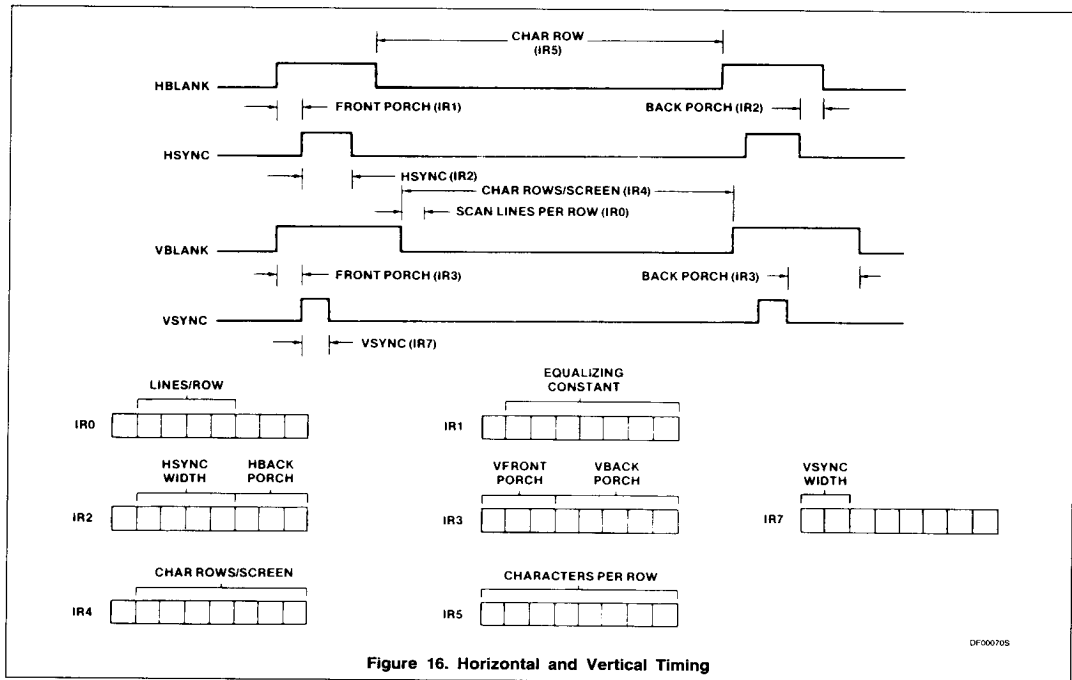 CHAR ROW
(IR5)
HBLANK
FRONT PORCH (IR1)
BACK PORCH (IR2)
HSYNC
HSYNC (IR2)
CHAR ROWS/SCREEN (IR4)
SCAN LINES PER ROW (IR0)
VBLANK
FRONT PORCH (IR3)
BACK PORCH (IR3)
VSYNC
VSYNC (IR7)
LINES/ROW
IR0
EQUALIZING
CONSTANT
IR1
HSYNC
WIDTH
HBACK
PORCH
IR2
VFRONT
PORCH
VBACK
PORCH
IR3
VSYNC
WIDTH
IR7
CHAR ROWS/SCREEN
IR4
CHARACTERS PER ROW
IR5
DF00070S
Figure 16. Horizontal and Vertical Timing